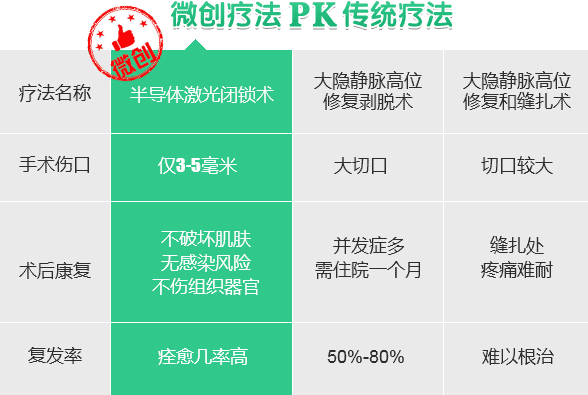 微创疗法 PK 传统疗法
微创
疗法名称
半导体激光闭锁术
大隐静脉高位
修复剥脱术
大隐静脉高位
修复和缝扎术
手术伤口
仅3-5毫米
大切口
切口较大
术后康复
不破坏肌肤
无感染风险
不伤组织器官
并发症多
需住院一个月
缝扎处
疼痛难耐
复发率
痊愈几率高
50%-80%
难以根治